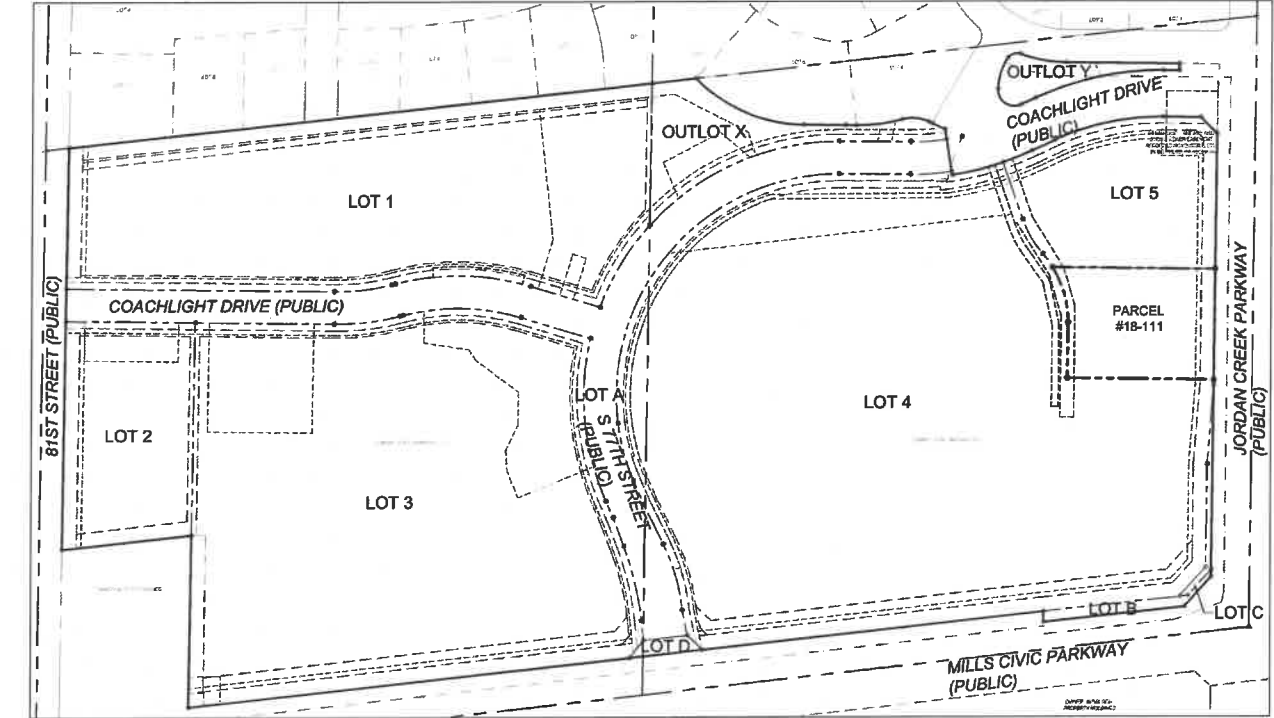 OUTLOT Y
COACHLIGHT DRIVE
(PUBLIC)
OUTLOT X
LOT 1
LOT 5
COACHLIGHT DRIVE (PUBLIC)
81ST STREET (PUBLIC)
PARCEL
#18-111
JORDAN CREEK PARKWAY
(PUBLIC)
LOT A
S 77TH STREET
(PUBLIC)
LOT 4
LOT 2
LOT 3
LOT B
LOT C
LOT D
MILLS CIVIC PARKWAY
(PUBLIC)